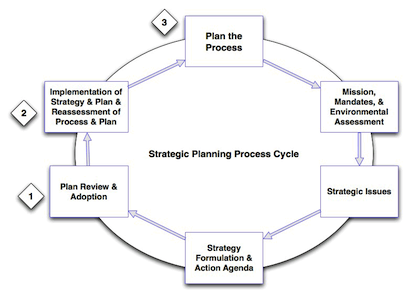 3
Plan the
Process
Implementation of
Strategy & Plan &
Reassessment of
Process & Plan
2
Mission,
Mandates, &
Environmental
Assessment
Strategic Planning Process Cycle
1
Plan Review &
Adoption
Strategic Issues
Strategy
Formulation &
Action Agenda